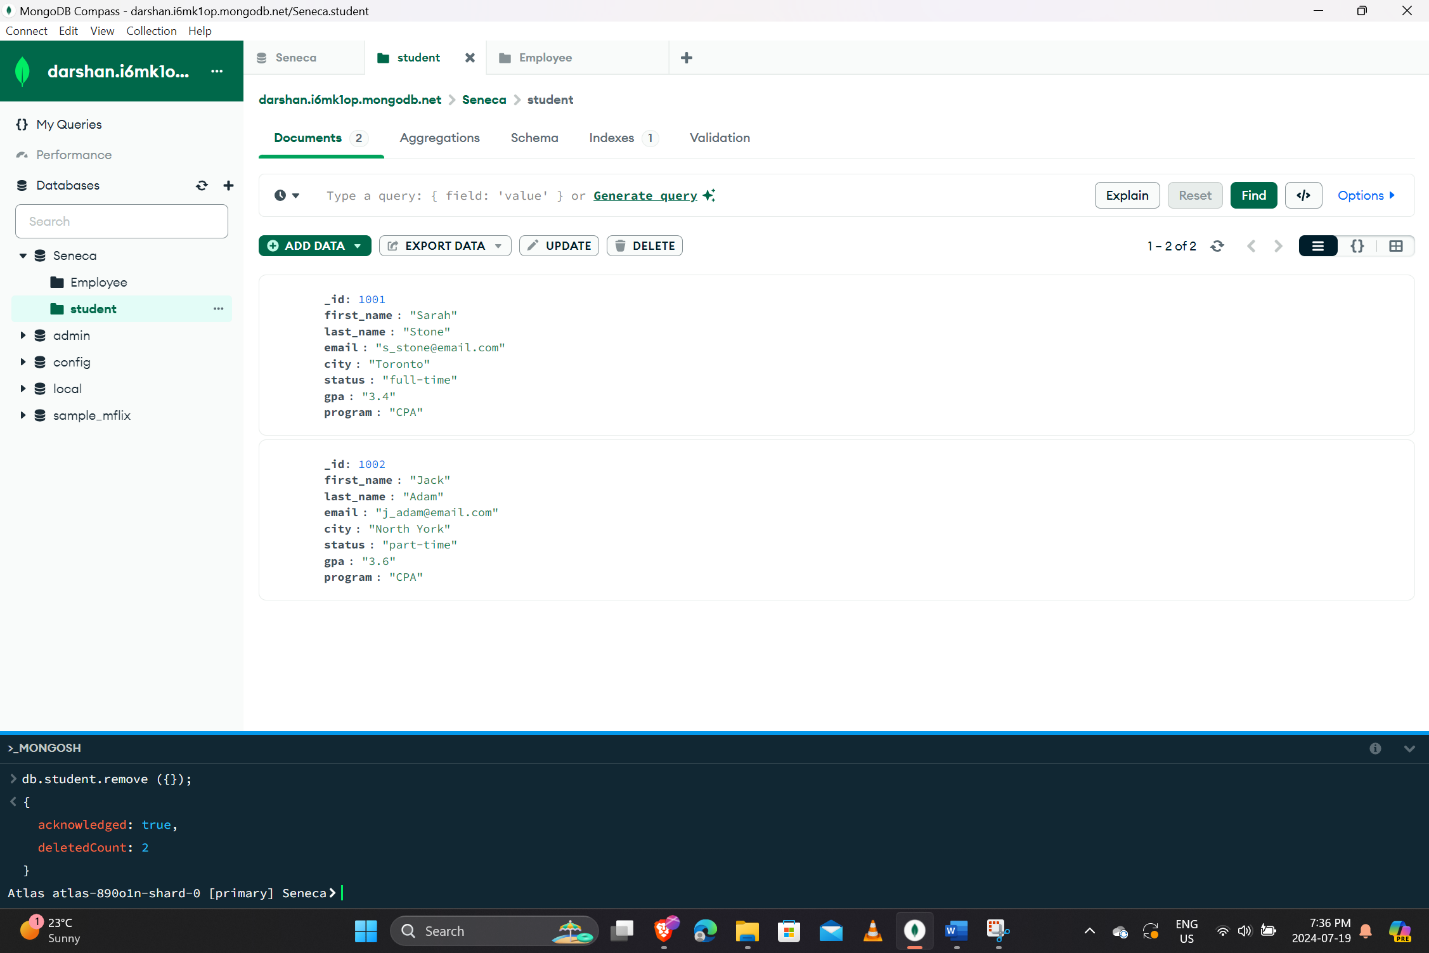 MongoDB Compass - darshan.i6mk1op.mongodb.net/Seneca.student
Connect Edit View Collection Help
darshan.i6mk1o... ...
Seneca student Employee
darshan.i6mk1op.mongodb.net > Seneca > student
{} My Queries
Performance
Databases
Search
Seneca
Employee
student ...
admin
config
local
sample_mflix
Documents 2 Aggregations Schema Indexes 1 Validation
Type a query: { field: 'value' } or Generate query
Explain Reset Find </> Options
ADD DATA EXPORT DATA UPDATE DELETE
1 – 2 of 2 {}
_id: 1001
first_name : "Sarah"
last_name : "Stone"
email : "s_stone@email.com"
city : "Toronto"
status : "full-time"
gpa : "3.4"
program : "CPA"
_id: 1002
first_name : "Jack"
last_name : "Adam"
email : "j_adam@email.com"
city : "North York"
status : "part-time"
gpa : "3.6"
program : "CPA"
>_MONGOSH
> db.student.remove ({});
< {
acknowledged: true,
deletedCount: 2
}
Atlas atlas-890o1n-shard-0 [primary] Seneca>
1
23°C
Sunny
Search
W
ENG
US
7:36 PM
2024-07-19
PRE